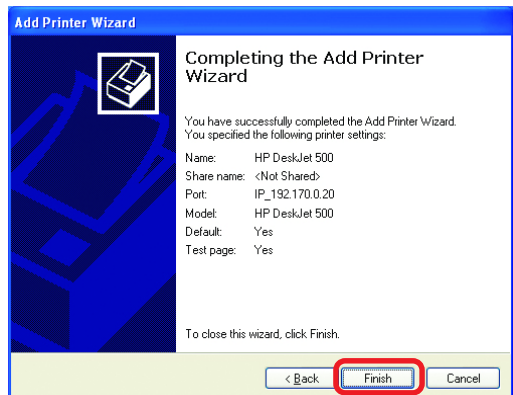 Add Printer Wizard
Completing the Add Printer
Wizard
You have successfully completed the Add Printer Wizard.
You specified the following printer settings:
Name: HP DeskJet 500
Share name: <Not Shared>
Port: IP_192.170.0.20
Model: HP DeskJet 500
Default: Yes
Test page: Yes
To close this wizard, click Finish.
< Back Finish Cancel